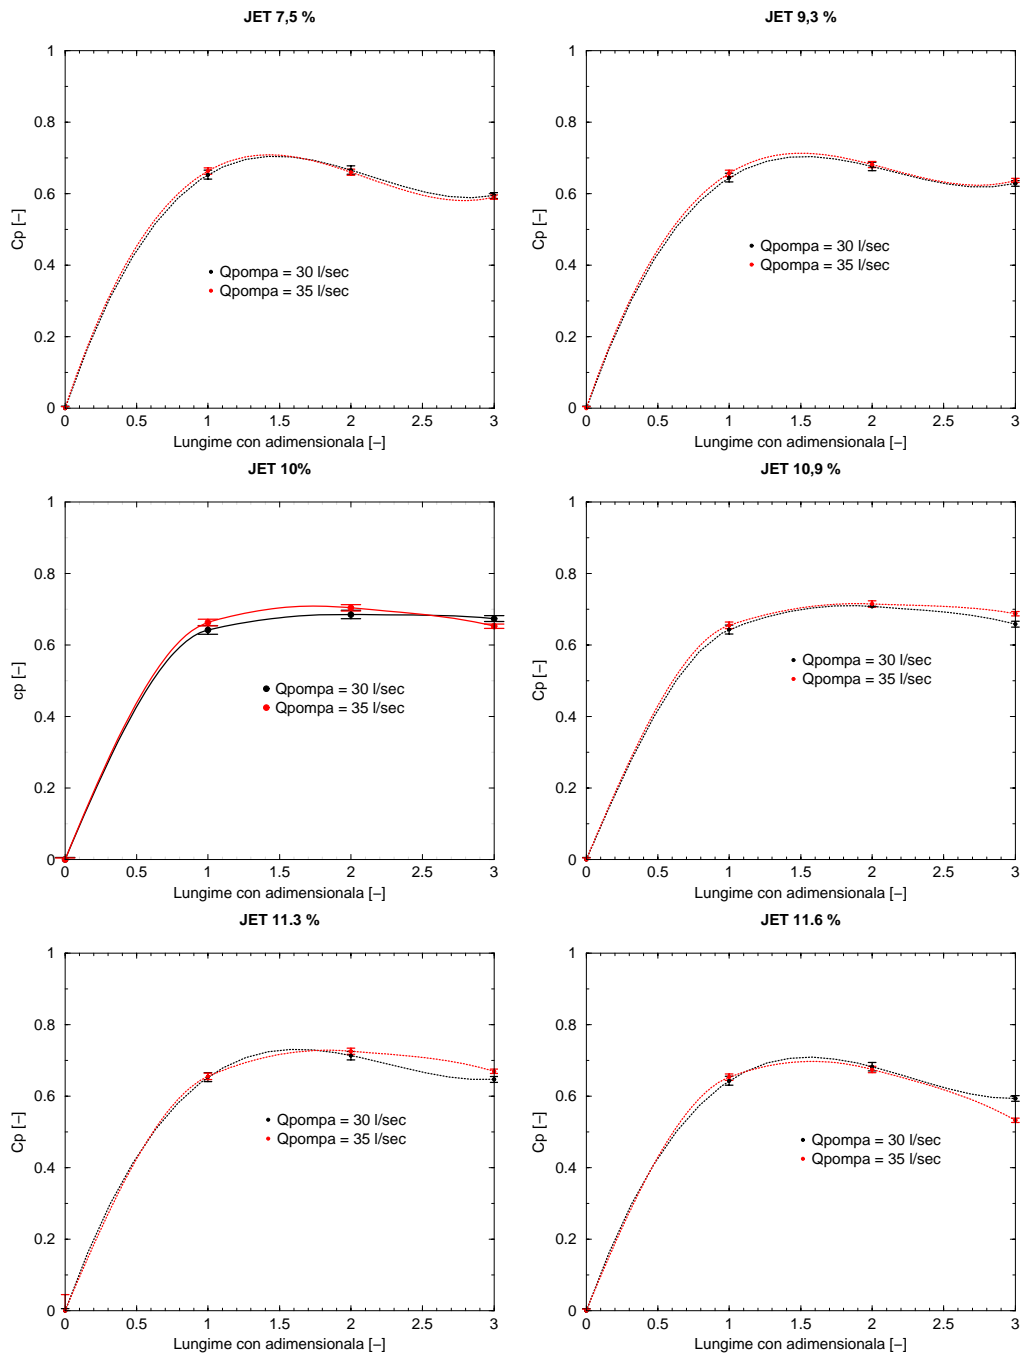 JET 7,5 %
1
0.8
0.6
0.4
0.2
0
Cp [−]
Qpompa = 30 l/sec
Qpompa = 35 l/sec
0 0.5 1 1.5 2 2.5 3
Lungime con adimensionala [−]
JET 9,3 %
1
0.8
0.6
0.4
0.2
0
Cp [−]
Qpompa = 30 l/sec
Qpompa = 35 l/sec
0 0.5 1 1.5 2 2.5 3
Lungime con adimensionala [−]
JET 10%
1
0.8
0.6
0.4
0.2
0
cp [−]
Qpompa = 30 l/sec
Qpompa = 35 l/sec
0 0.5 1 1.5 2 2.5 3
Lungime con adimensionala [−]
JET 10,9 %
1
0.8
0.6
0.4
0.2
0
Cp [−]
Qpompa = 30 l/sec
Qpompa = 35 l/sec
0 0.5 1 1.5 2 2.5 3
Lungime con adimensionala [−]
JET 11.3 %
1
0.8
0.6
0.4
0.2
0
Cp [−]
Qpompa = 30 l/sec
Qpompa = 35 l/sec
0 0.5 1 1.5 2 2.5 3
Lungime con adimensionala [−]
JET 11.6 %
1
0.8
0.6
0.4
0.2
0
Cp [−]
Qpompa = 30 l/sec
Qpompa = 35 l/sec
0 0.5 1 1.5 2 2.5 3
Lungime con adimensionala [−]